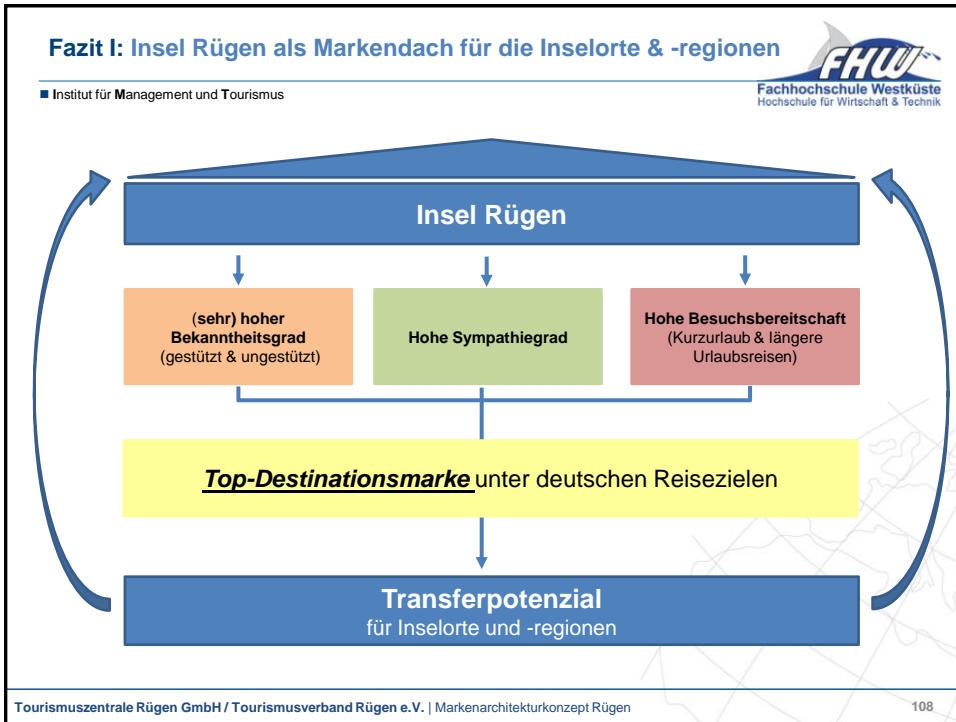 Fazit I: Insel Rügen als Markendach für die Inselorte & -regionen
■ Institut für Management und Tourismus
FHW
Fachhochschule Westküste
Hochschule für Wirtschaft & Technik
Insel Rügen
(sehr) hoher
Bekanntheitsgrad
(gestützt & ungestützt)
Hohe Sympathiegrad
Hohe Besuchsbereitschaft
(Kurzurlaub & längere
Urlaubsreisen)
Top-Destinationsmarke unter deutschen Reisezielen
Transferpotenzial
für Inselorte und -regionen
Tourismuszentrale Rügen GmbH / Tourismusverband Rügen e.V. | Markenarchitekturkonzept Rügen
108